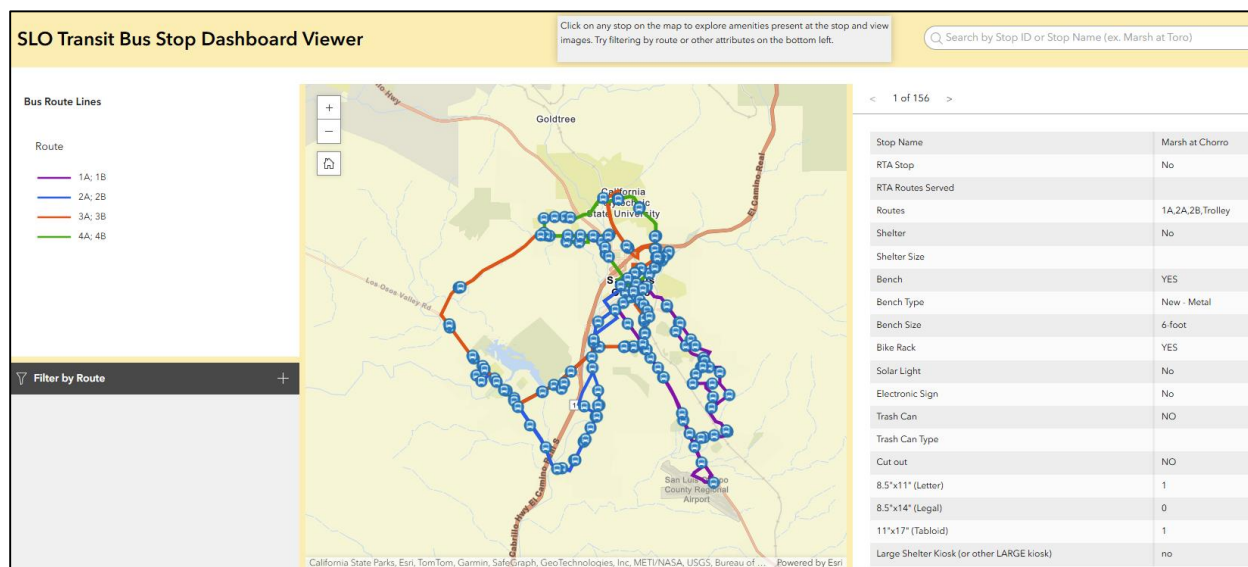 SLO Transit Bus Stop Dashboard Viewer
Click on any stop on the map to explore amenities present at the stop and view
images. Try filtering by route or other attributes on the bottom left.
Search by Stop ID or Stop Name (ex. Marsh at Toro)
Bus Route Lines
Route
1A; 1B
2A; 2B
3A; 3B
4A; 4B
Filter by Route
+
+
−
Goldtree
California
Polytechnic
State University
El Camino Real
Los Osos Valley Rd
San Luis Obispo
County Regional
Airport
Cabrillo Hwy El Camino Real S
California State Parks, Esri, TomTom, Garmin, SafeGraph, GeoTechnologies, Inc, METI/NASA, USGS, Bureau of ...
Powered by Esri
< 1 of 156 >
Stop Name Marsh at Chorro
RTA Stop No
RTA Routes Served
Routes 1A,2A,2B,Trolley
Shelter No
Shelter Size
Bench YES
Bench Type New - Metal
Bench Size 6-foot
Bike Rack YES
Solar Light No
Electronic Sign No
Trash Can NO
Trash Can Type
Cut out NO
8.5"x11" (Letter) 1
8.5"x14" (Legal) 0
11"x17" (Tabloid) 1
Large Shelter Kiosk (or other LARGE kiosk) no